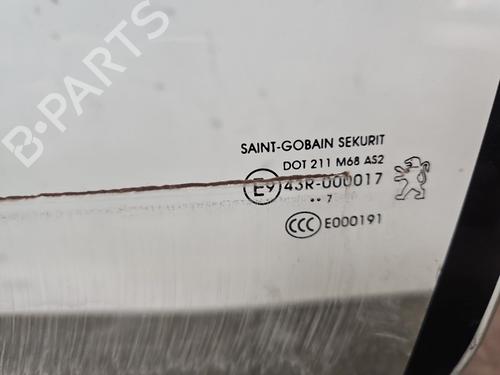 B-PARTS
SAINT-GOBAIN SEKURIT
DOT 211 M68 AS2
E9 43R-000017
•• 7
CCC E000191